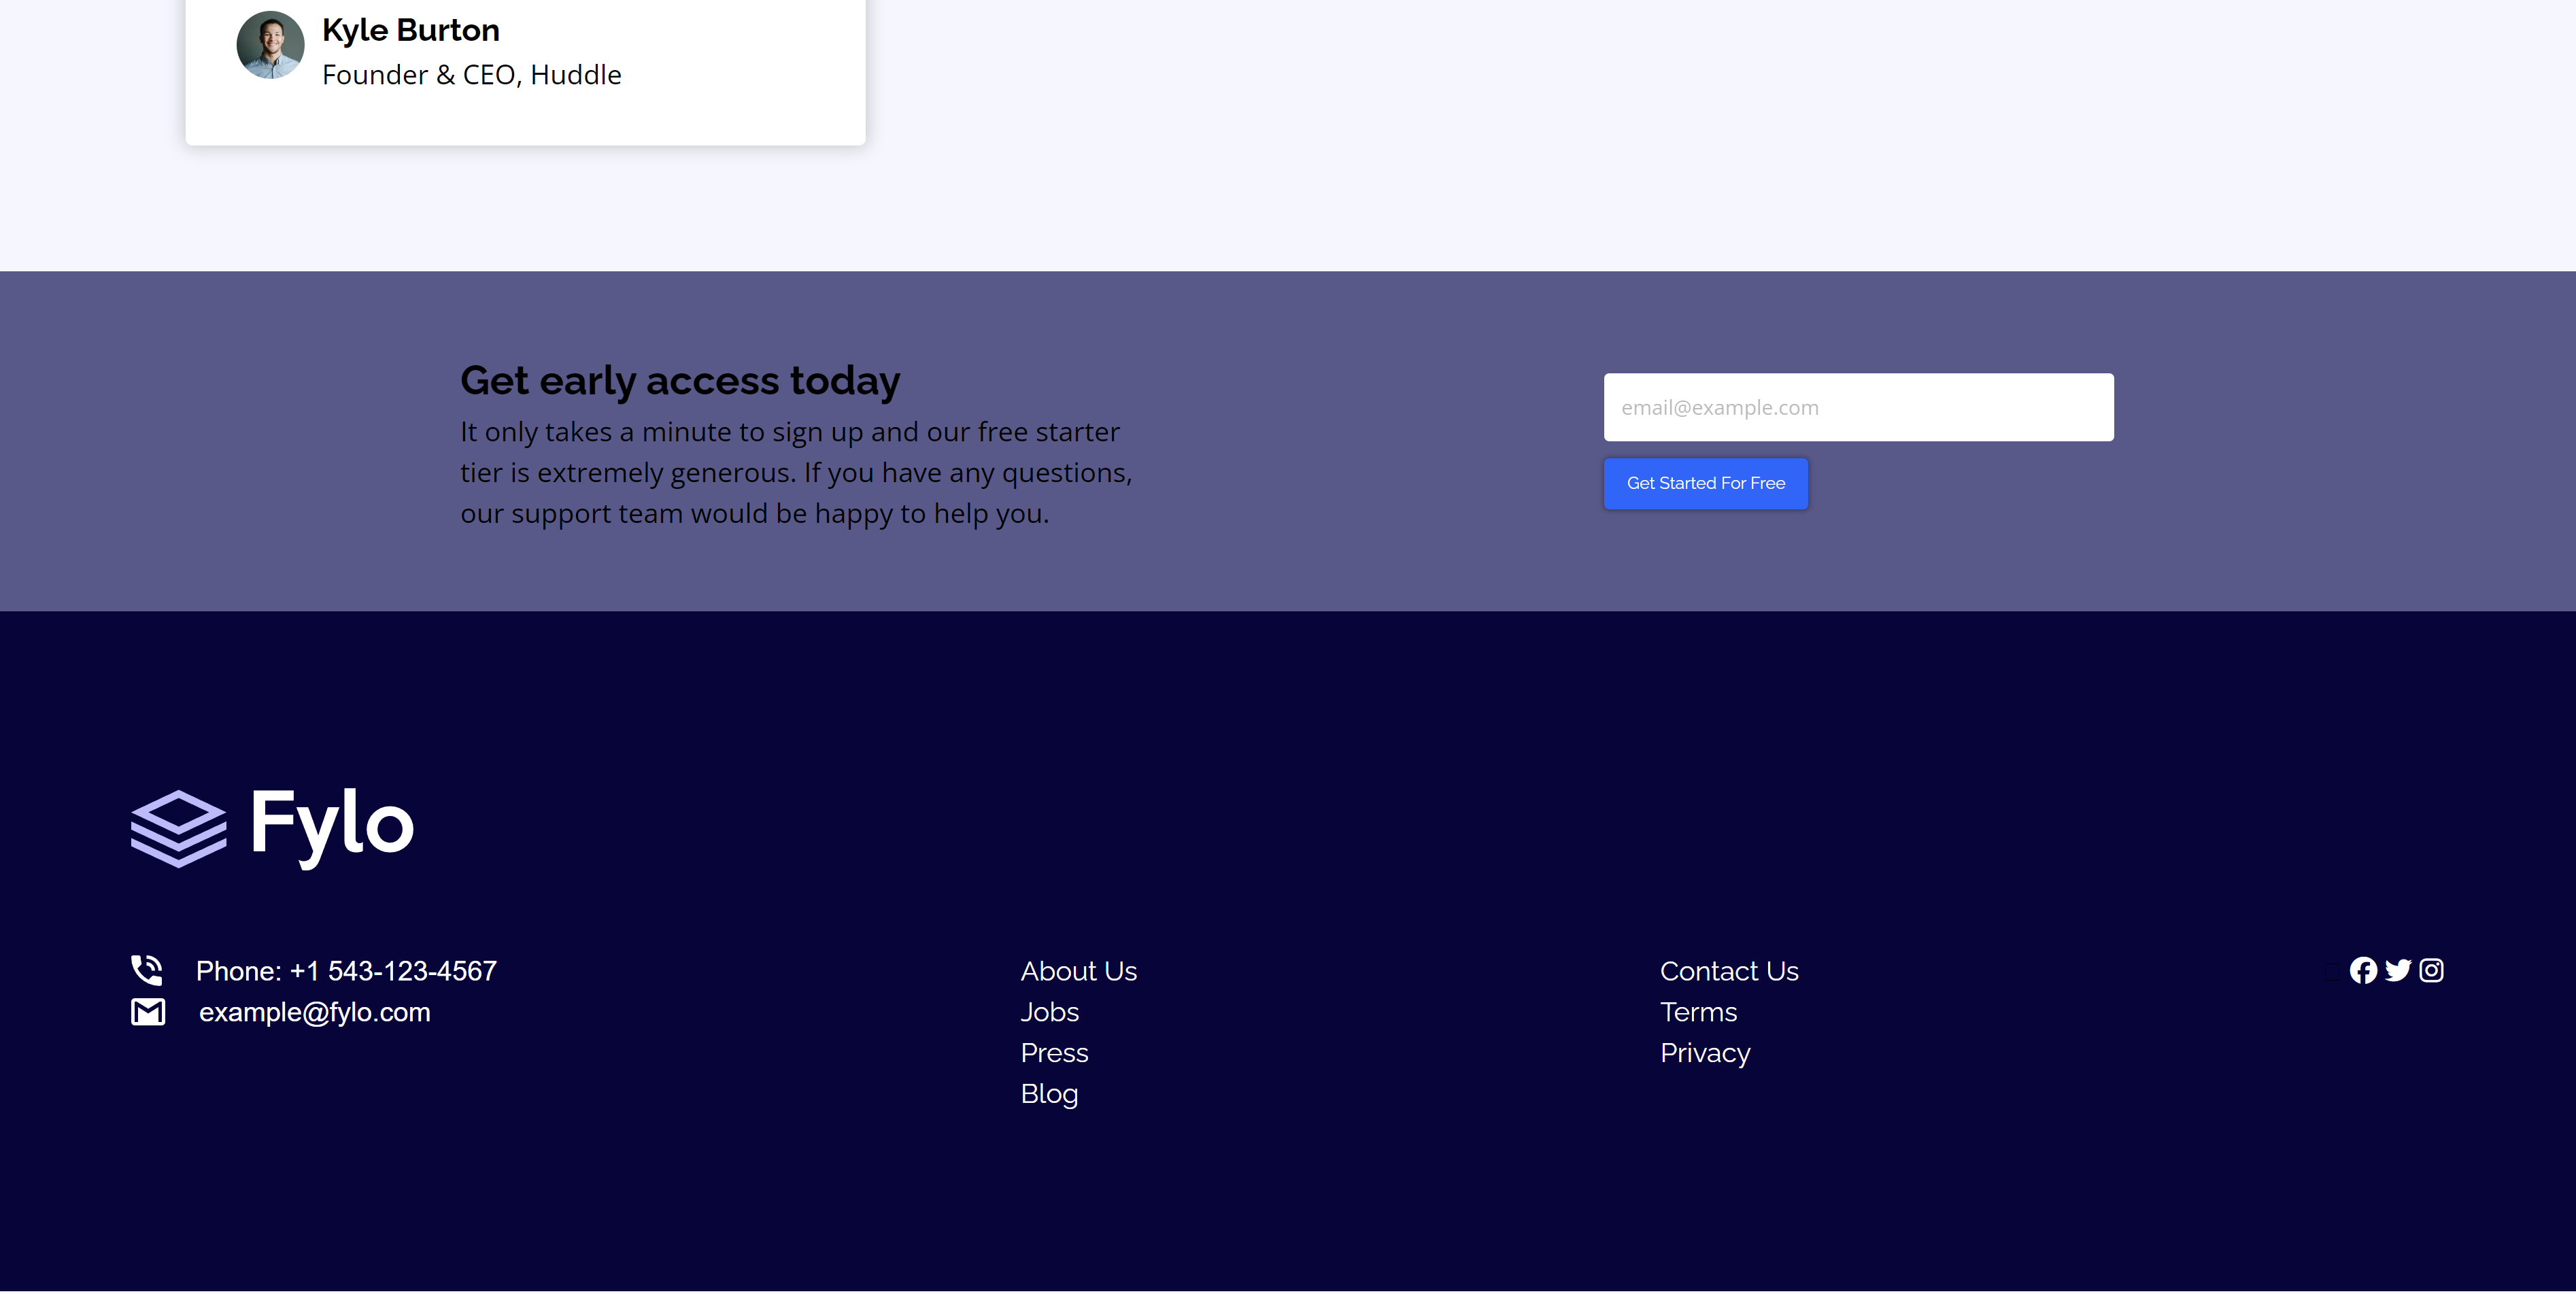 Kyle Burton
Founder & CEO, Huddle
Get early access today
It only takes a minute to sign up and our free starter
tier is extremely generous. If you have any questions,
our support team would be happy to help you.
email@example.com
Get Started For Free
Fylo
Phone: +1 543-123-4567
example@fylo.com
About Us
Jobs
Press
Blog
Contact Us
Terms
Privacy